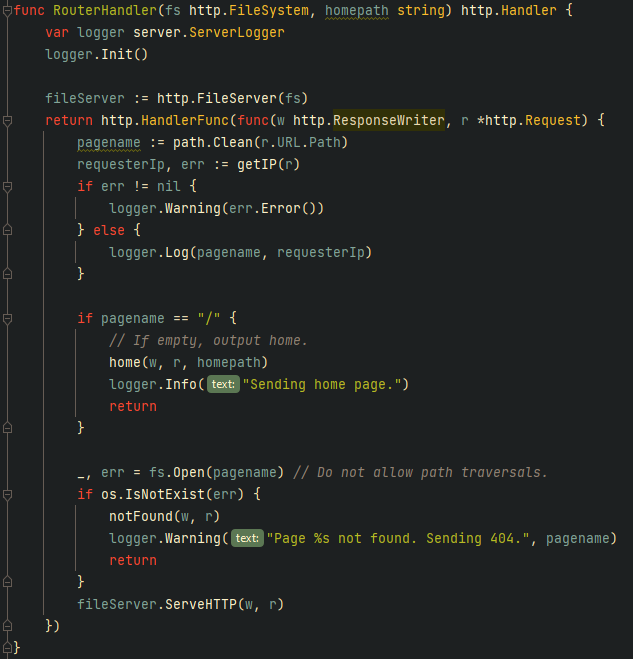 func RouterHandler(fs http.FileSystem, homepath string) http.Handler {
    var logger server.ServerLogger
    logger.Init()

    fileServer := http.FileServer(fs)
    return http.HandlerFunc(func(w http.ResponseWriter, r *http.Request) {
        pagename := path.Clean(r.URL.Path)
        requesterIp, err := getIP(r)
        if err != nil {
            logger.Warning(err.Error())
        } else {
            logger.Log(pagename, requesterIp)
        }

        if pagename == "/" {
            // If empty, output home.
            home(w, r, homepath)
            logger.Info( text: "Sending home page.")
            return
        }

        _, err = fs.Open(pagename) // Do not allow path traversals.
        if os.IsNotExist(err) {
            notFound(w, r)
            logger.Warning( text: "Page %s not found. Sending 404.", pagename)
            return
        }
        fileServer.ServeHTTP(w, r)
    })
}